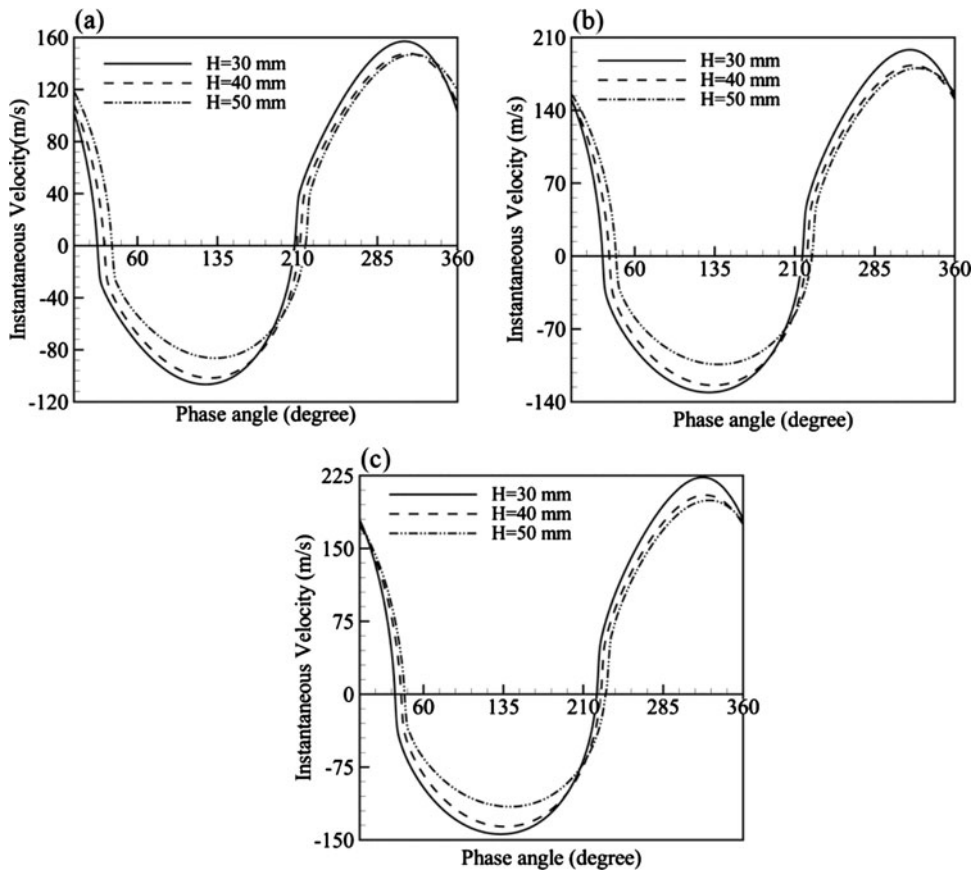 (a)
160
120
80
40
0
-40
-80
-120
Instantaneous Velocity(m/s)
H=30 mm
H=40 mm
H=50 mm
60 135 210 285 360
Phase angle (degree)
(b)
210
140
70
0
-70
-140
Instantaneous Velocity (m/s)
H=30 mm
H=40 mm
H=50 mm
60 135 210 285 360
Phase angle (degree)
(c)
225
150
75
0
-75
-150
Instantaneous Velocity (m/s)
H=30 mm
H=40 mm
H=50 mm
60 135 210 285 360
Phase angle (degree)